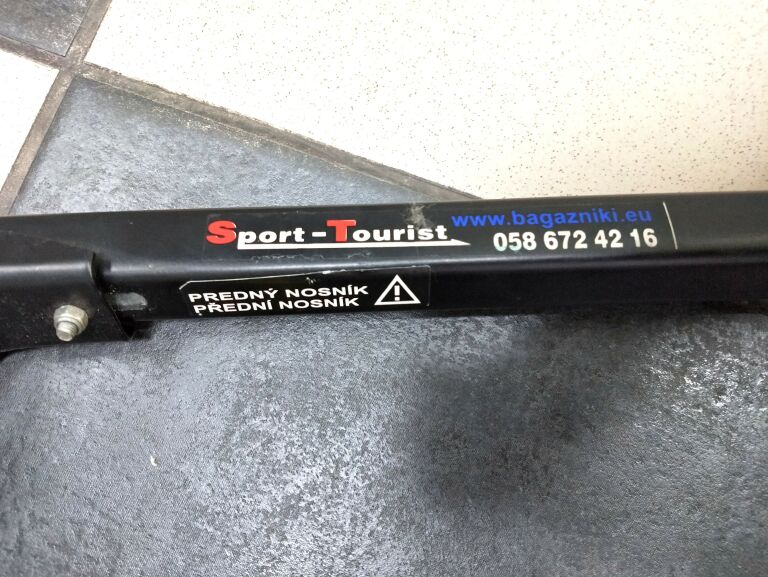 Sport-Tourist
www.bagazniki.eu
058 672 42 16
PREDNÝ NOSNÍK
PŘEDNÍ NOSNÍK